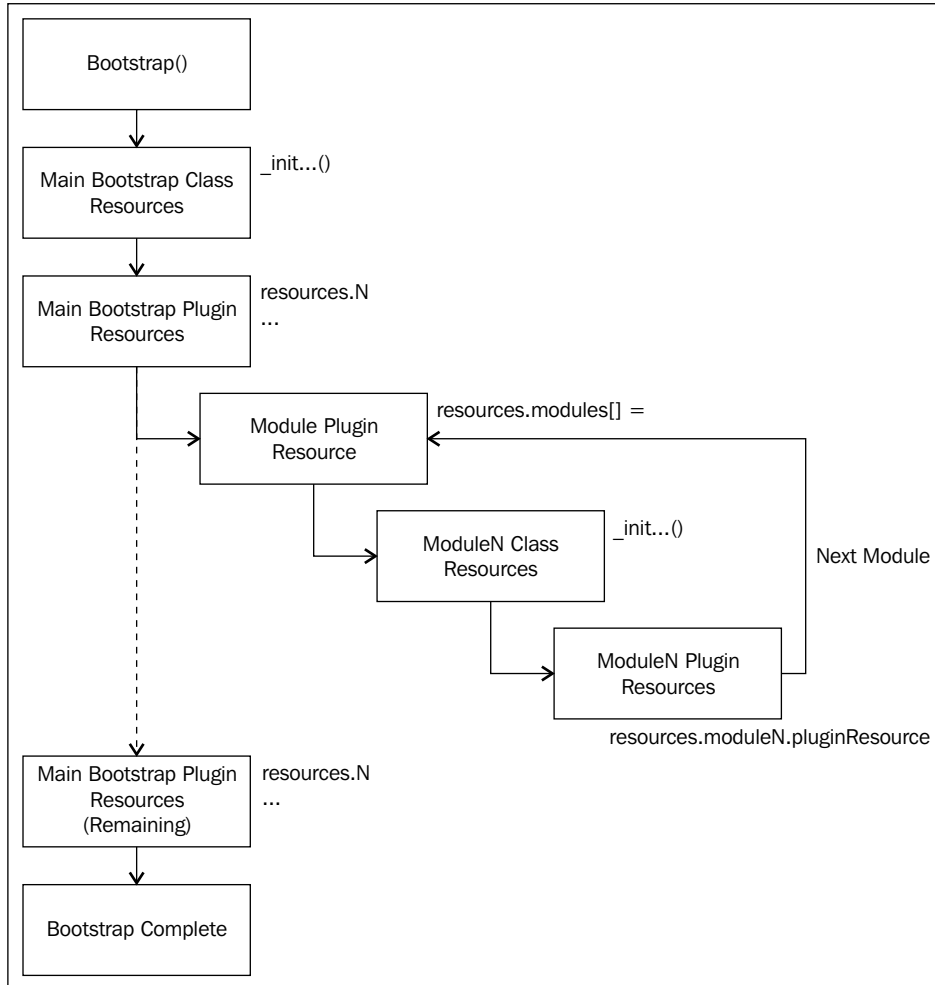 Bootstrap()
Main Bootstrap Class
Resources
_init...()
Main Bootstrap Plugin
Resources
resources.N
...
Module Plugin
Resource
resources.modules[] =
ModuleN Class
Resources
_init...()
Next Module
ModuleN Plugin
Resources
resources.moduleN.pluginResource
Main Bootstrap Plugin
Resources
(Remaining)
resources.N
...
Bootstrap Complete